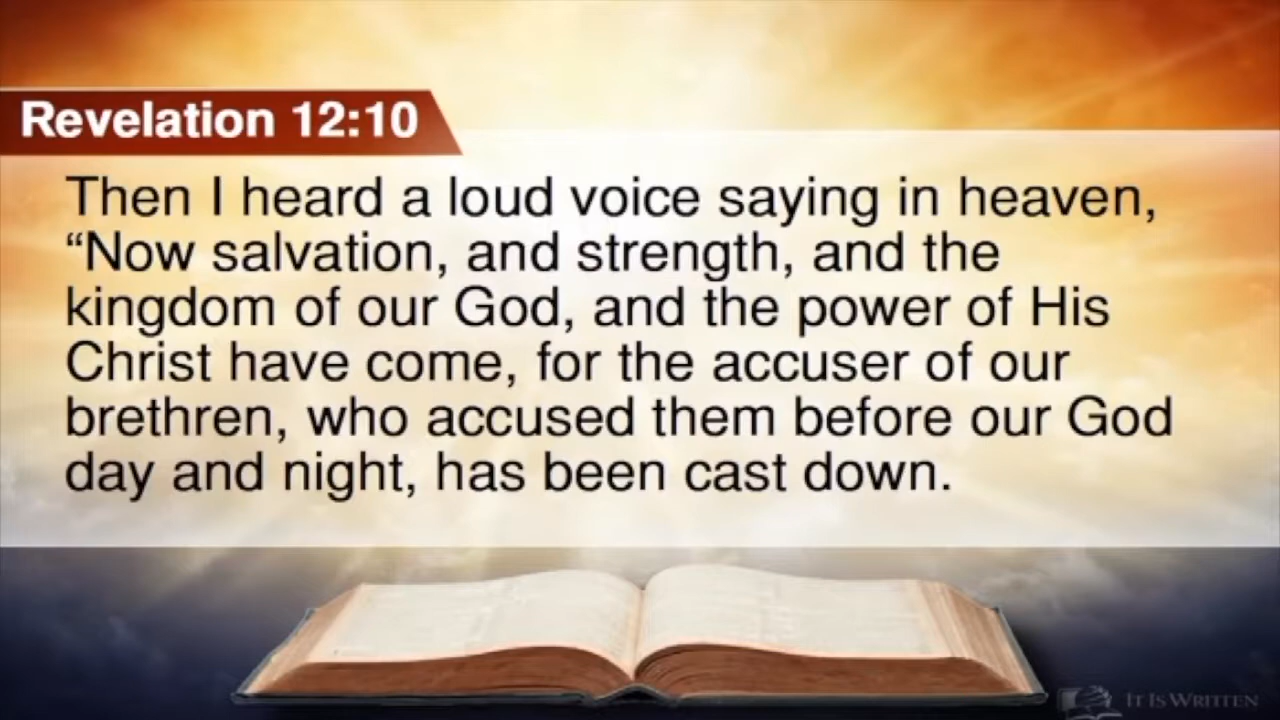 Revelation 12:10
Then I heard a loud voice saying in heaven,
“Now salvation, and strength, and the
kingdom of our God, and the power of His
Christ have come, for the accuser of our
brethren, who accused them before our God
day and night, has been cast down.
IT IS WRITTEN